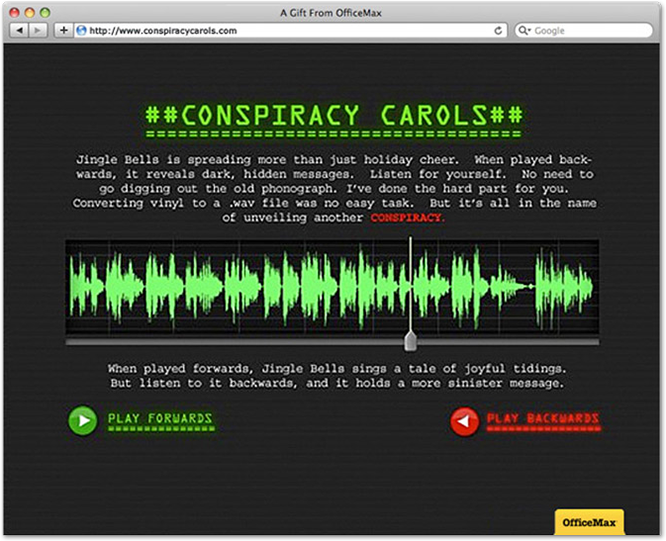 A Gift From OfficeMax
http://www.conspiracycarols.com
Google
##CONSPIRACY CAROLS##
Jingle Bells is spreading more than just holiday cheer.  When played back-
wards, it reveals dark, hidden messages.  Listen for yourself.  No need to
go digging out the old phonograph. I've done the hard part for you.
Converting vinyl to a .wav file was no easy task.  But it's all in the name
of unveiling another CONSPIRACY.
When played forwards, Jingle Bells sings a tale of joyful tidings.
But listen to it backwards, and it holds a more sinister message.
PLAY FORWARDS
PLAY BACKWARDS
OfficeMax